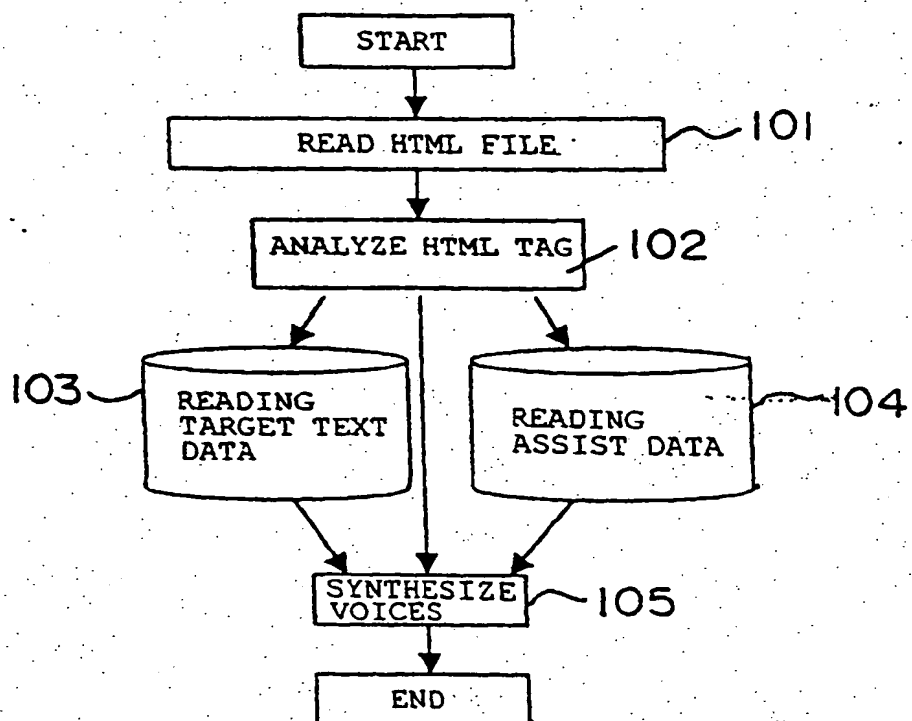 START
READ HTML FILE
101
ANALYZE HTML TAG
102
103
READING
TARGET TEXT
DATA
READING
ASSIST DATA
104
SYNTHESIZE
VOICES
105
END